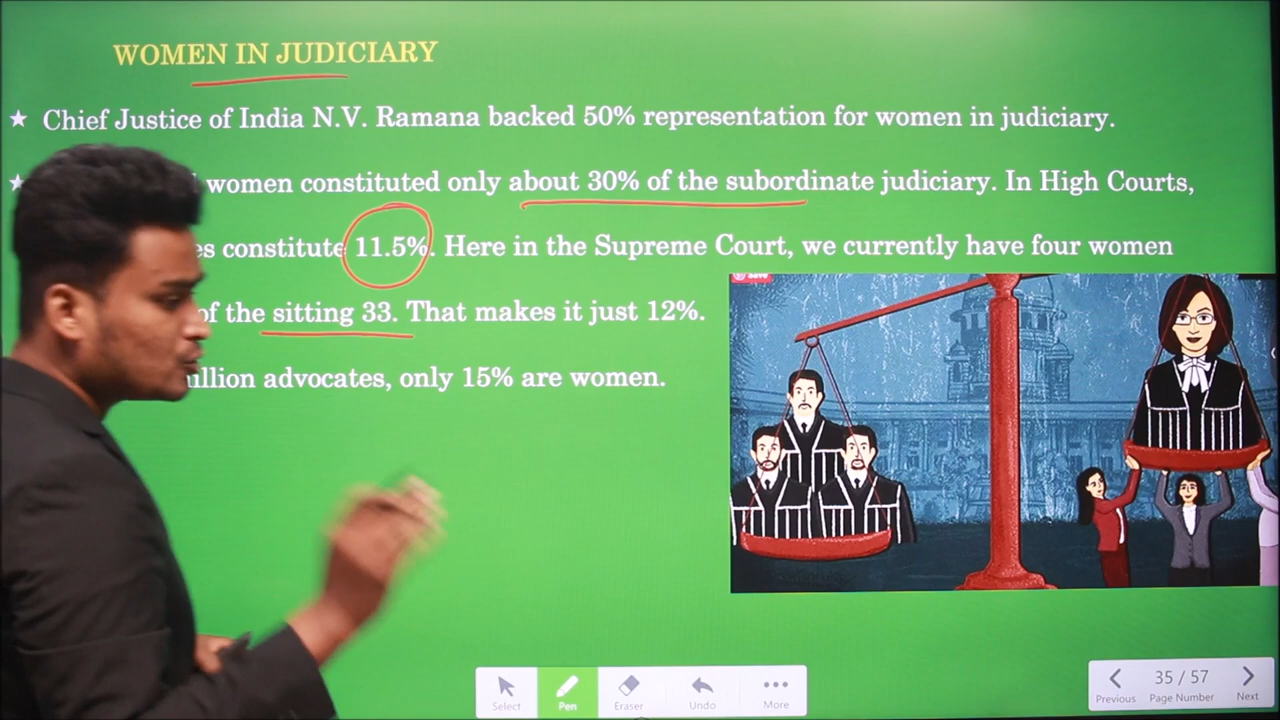 WOMEN IN JUDICIARY
★ Chief Justice of India N.V. Ramana backed 50% representation for women in judiciary.
★ women constituted only about 30% of the subordinate judiciary. In High Courts,
constitute 11.5%. Here in the Supreme Court, we currently have four women
of the sitting 33. That makes it just 12%.
advocates, only 15% are women.
Save
Select Pen Eraser Undo More
Previous 35 / 57 Page Number Next